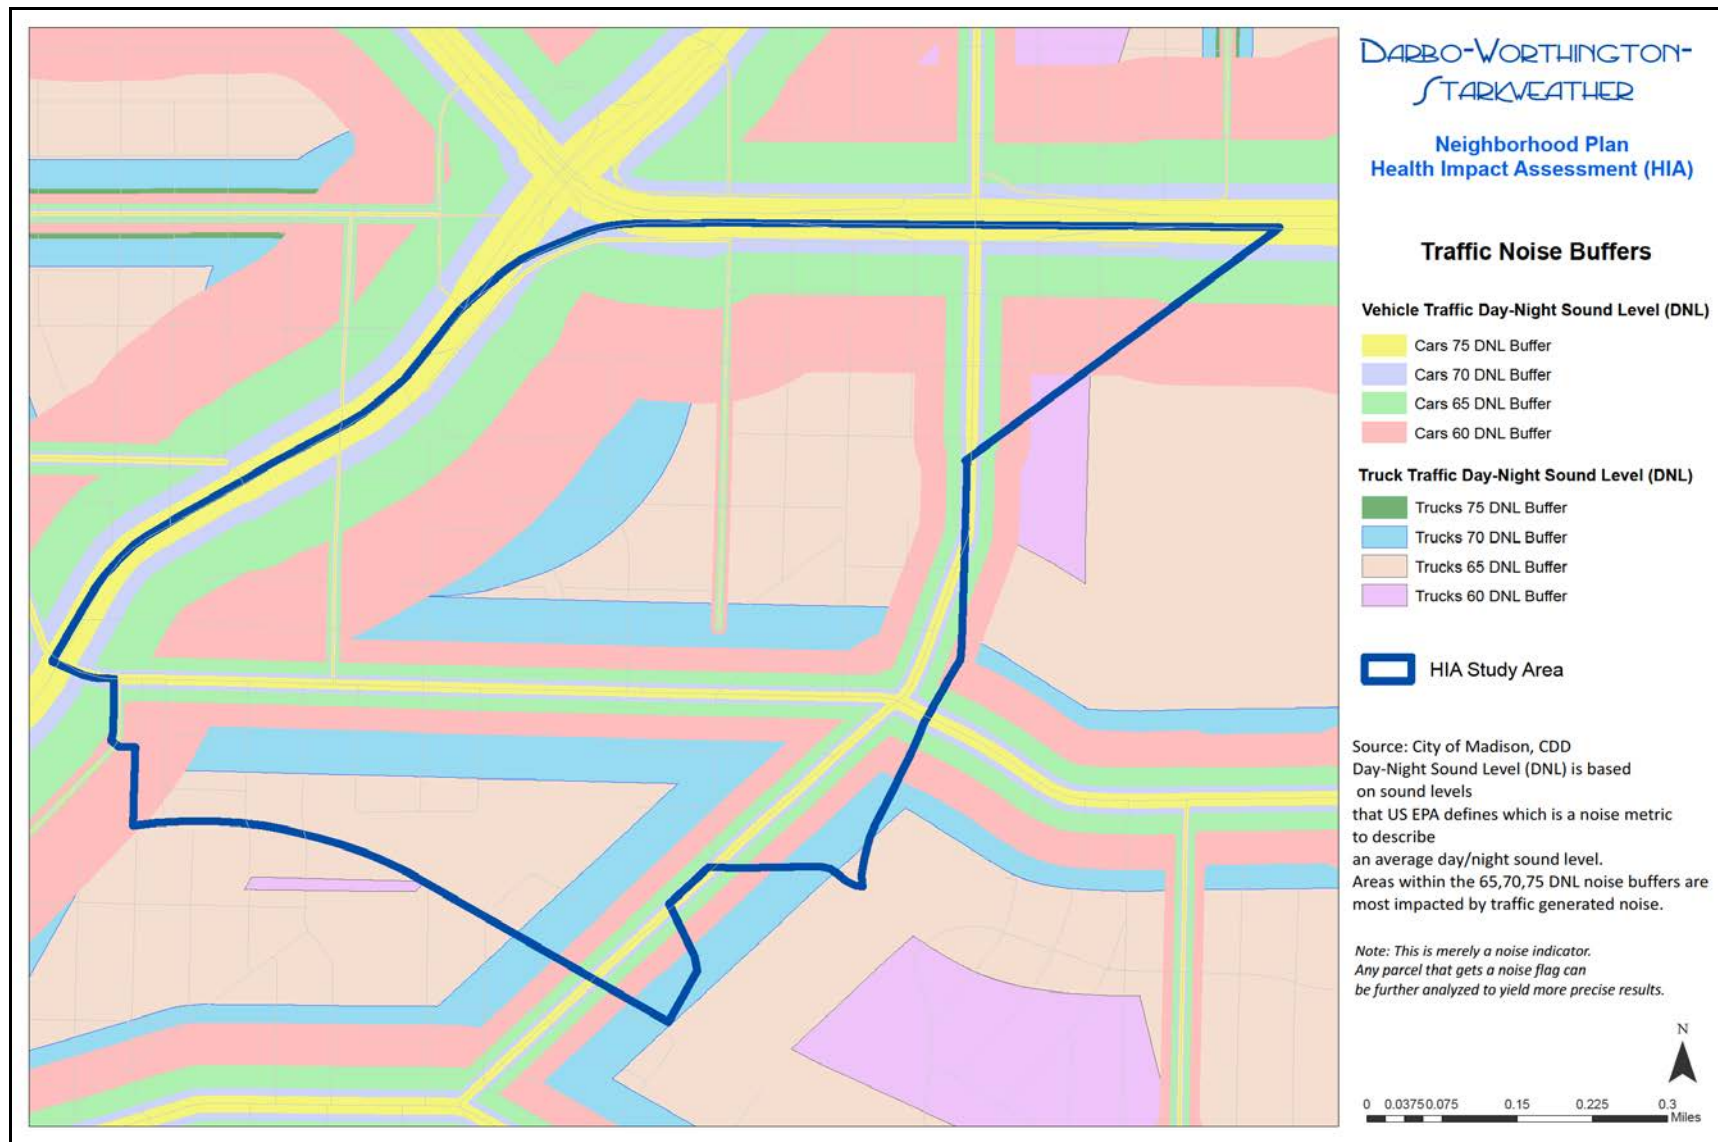 DARBO-WORTHINGTON-
STARKWEATHER
Neighborhood Plan
Health Impact Assessment (HIA)
Traffic Noise Buffers
Vehicle Traffic Day-Night Sound Level (DNL)
Cars 75 DNL Buffer
Cars 70 DNL Buffer
Cars 65 DNL Buffer
Cars 60 DNL Buffer
Truck Traffic Day-Night Sound Level (DNL)
Trucks 75 DNL Buffer
Trucks 70 DNL Buffer
Trucks 65 DNL Buffer
Trucks 60 DNL Buffer
HIA Study Area
Source: City of Madison, CDD
Day-Night Sound Level (DNL) is based
on sound levels
that US EPA defines which is a noise metric
to describe
an average day/night sound level.
Areas within the 65,70,75 DNL noise buffers are
most impacted by traffic generated noise.
Note: This is merely a noise indicator.
Any parcel that gets a noise flag can
be further analyzed to yield more precise results.
N
0 0.0375 0.075 0.15 0.225 0.3
Miles